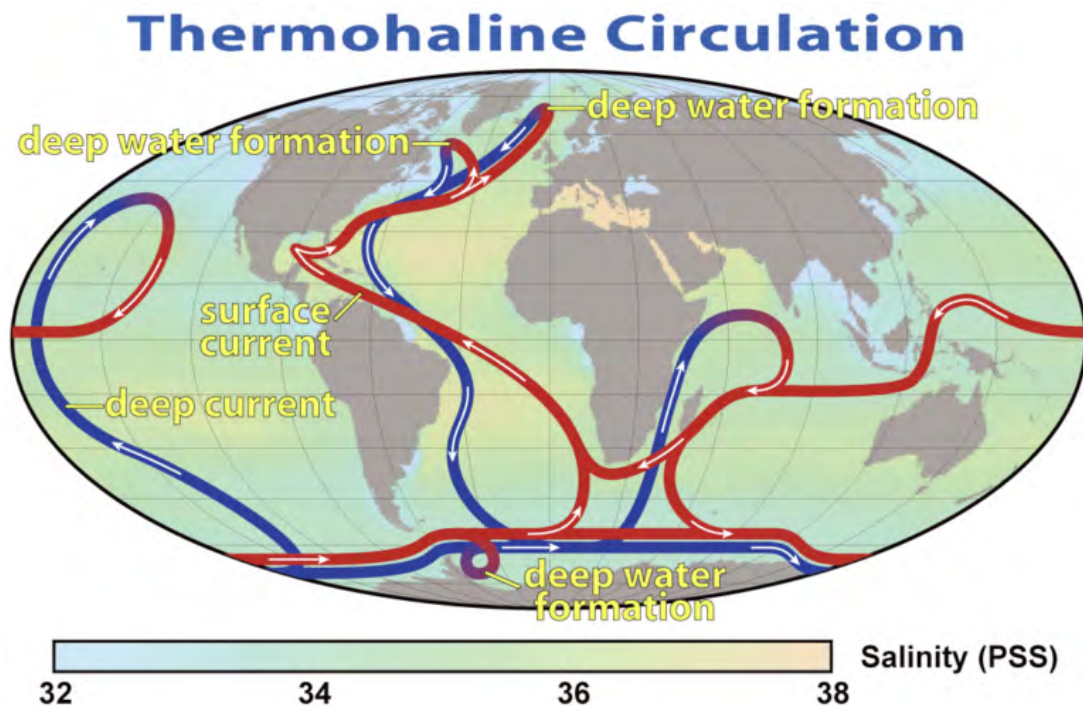 Thermohaline Circulation
deep water formation
deep water formation
surface
current
deep current
deep water
formation
Salinity (PSS)
32 34 36 38